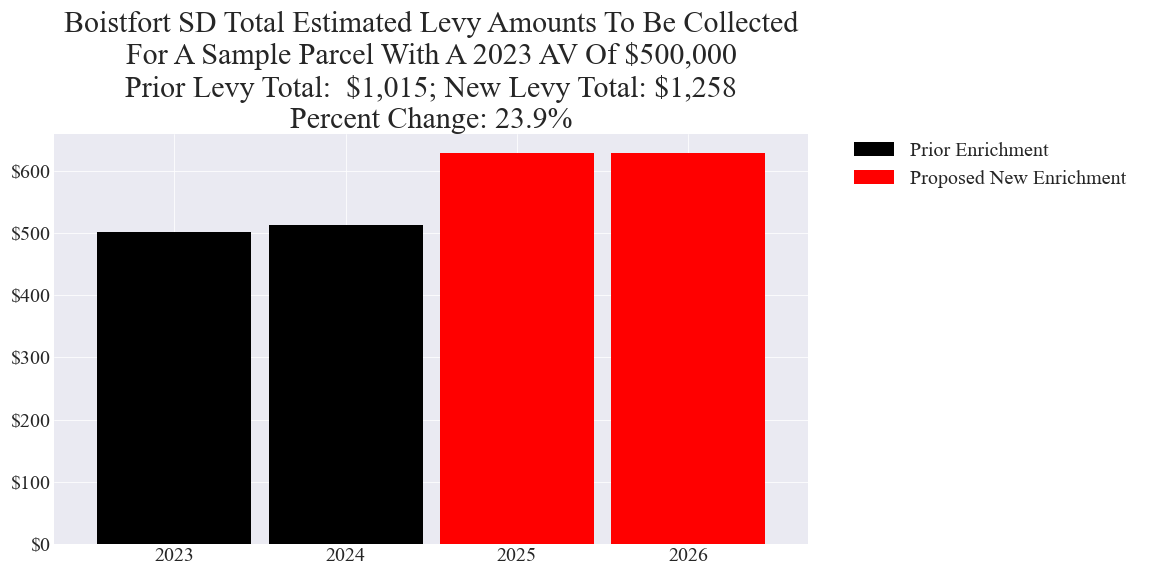 Boistfort SD Total Estimated Levy Amounts To Be Collected
For A Sample Parcel With A 2023 AV Of $500,000
Prior Levy Total:  $1,015; New Levy Total: $1,258
Percent Change: 23.9%
Prior Enrichment
Proposed New Enrichment
$600
$500
$400
$300
$200
$100
$0
2023 2024 2025 2026